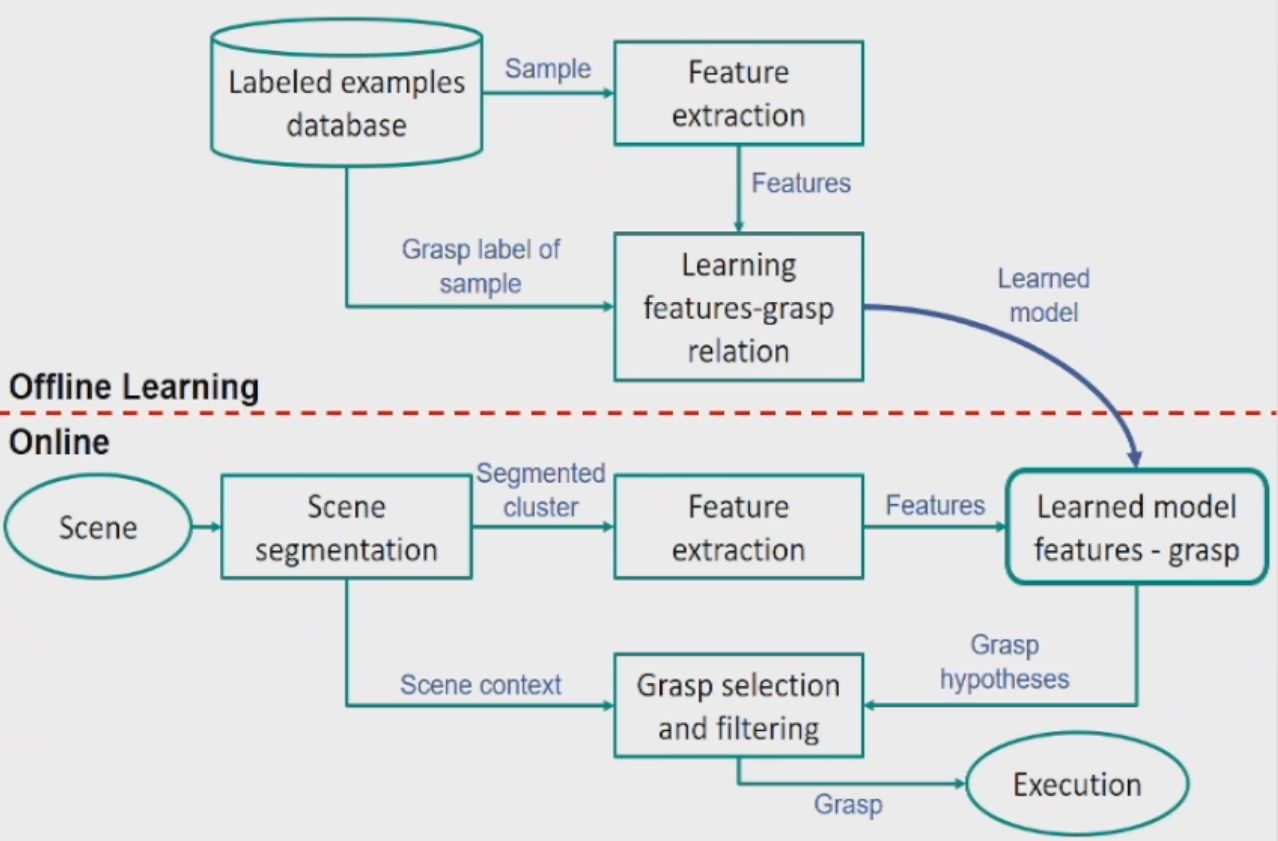 Labeled examples
database
Sample
Feature
extraction
Features
Grasp label of
sample
Learning
features-grasp
relation
Learned
model
Offline Learning
Online
Scene
Scene
segmentation
Segmented
cluster
Feature
extraction
Features
Learned model
features - grasp
Scene context
Grasp selection
and filtering
Grasp
hypotheses
Grasp
Execution